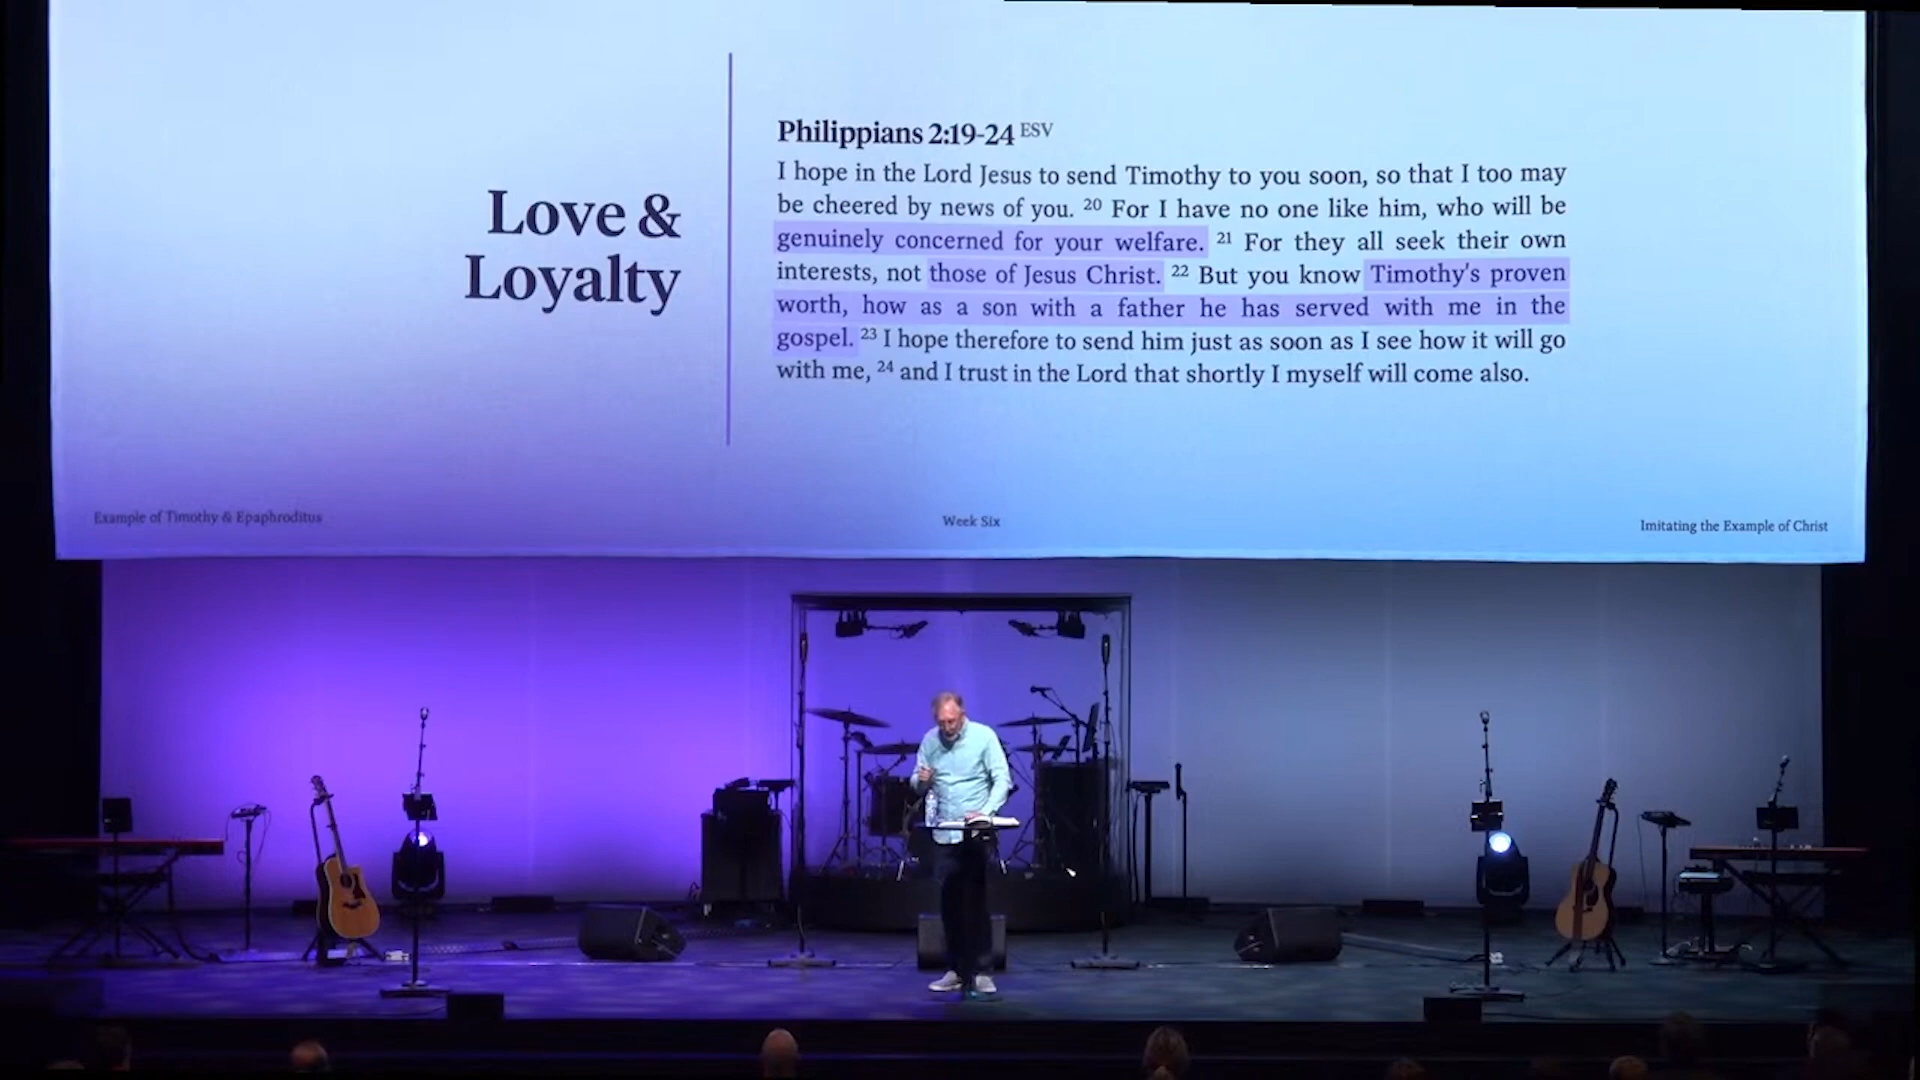 Love &
Loyalty
Philippians 2:19-24 ESV
I hope in the Lord Jesus to send Timothy to you soon, so that I too may
be cheered by news of you. 20 For I have no one like him, who will be
genuinely concerned for your welfare. 21 For they all seek their own
interests, not those of Jesus Christ. 22 But you know Timothy's proven
worth, how as a son with a father he has served with me in the
gospel. 23 I hope therefore to send him just as soon as I see how it will go
with me, 24 and I trust in the Lord that shortly I myself will come also.
Example of Timothy & Epaphroditus
Week Six
Imitating the Example of Christ